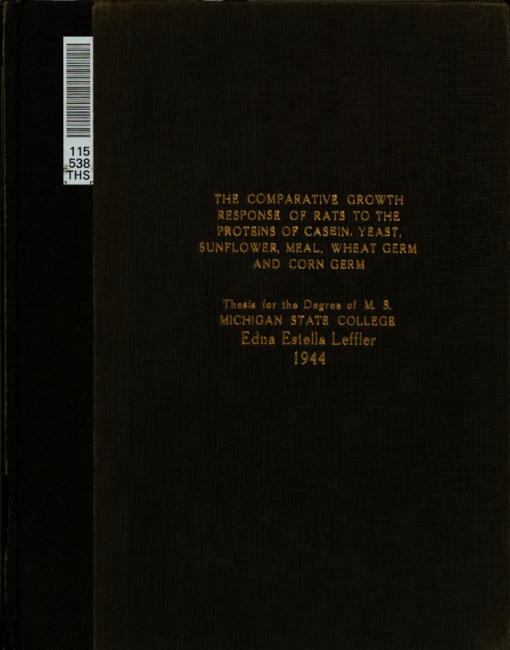 115
538
THS
THE COMPARATIVE GROWTH
RESPONSE OF RATS TO THE
PROTEINS OF CASEIN, YEAST,
SUNFLOWER, MEAL, WHEAT GERM
AND CORN GERM
Thesis for the Degree of M. S.
MICHIGAN STATE COLLEGE
Edna Estella Leffler
1944